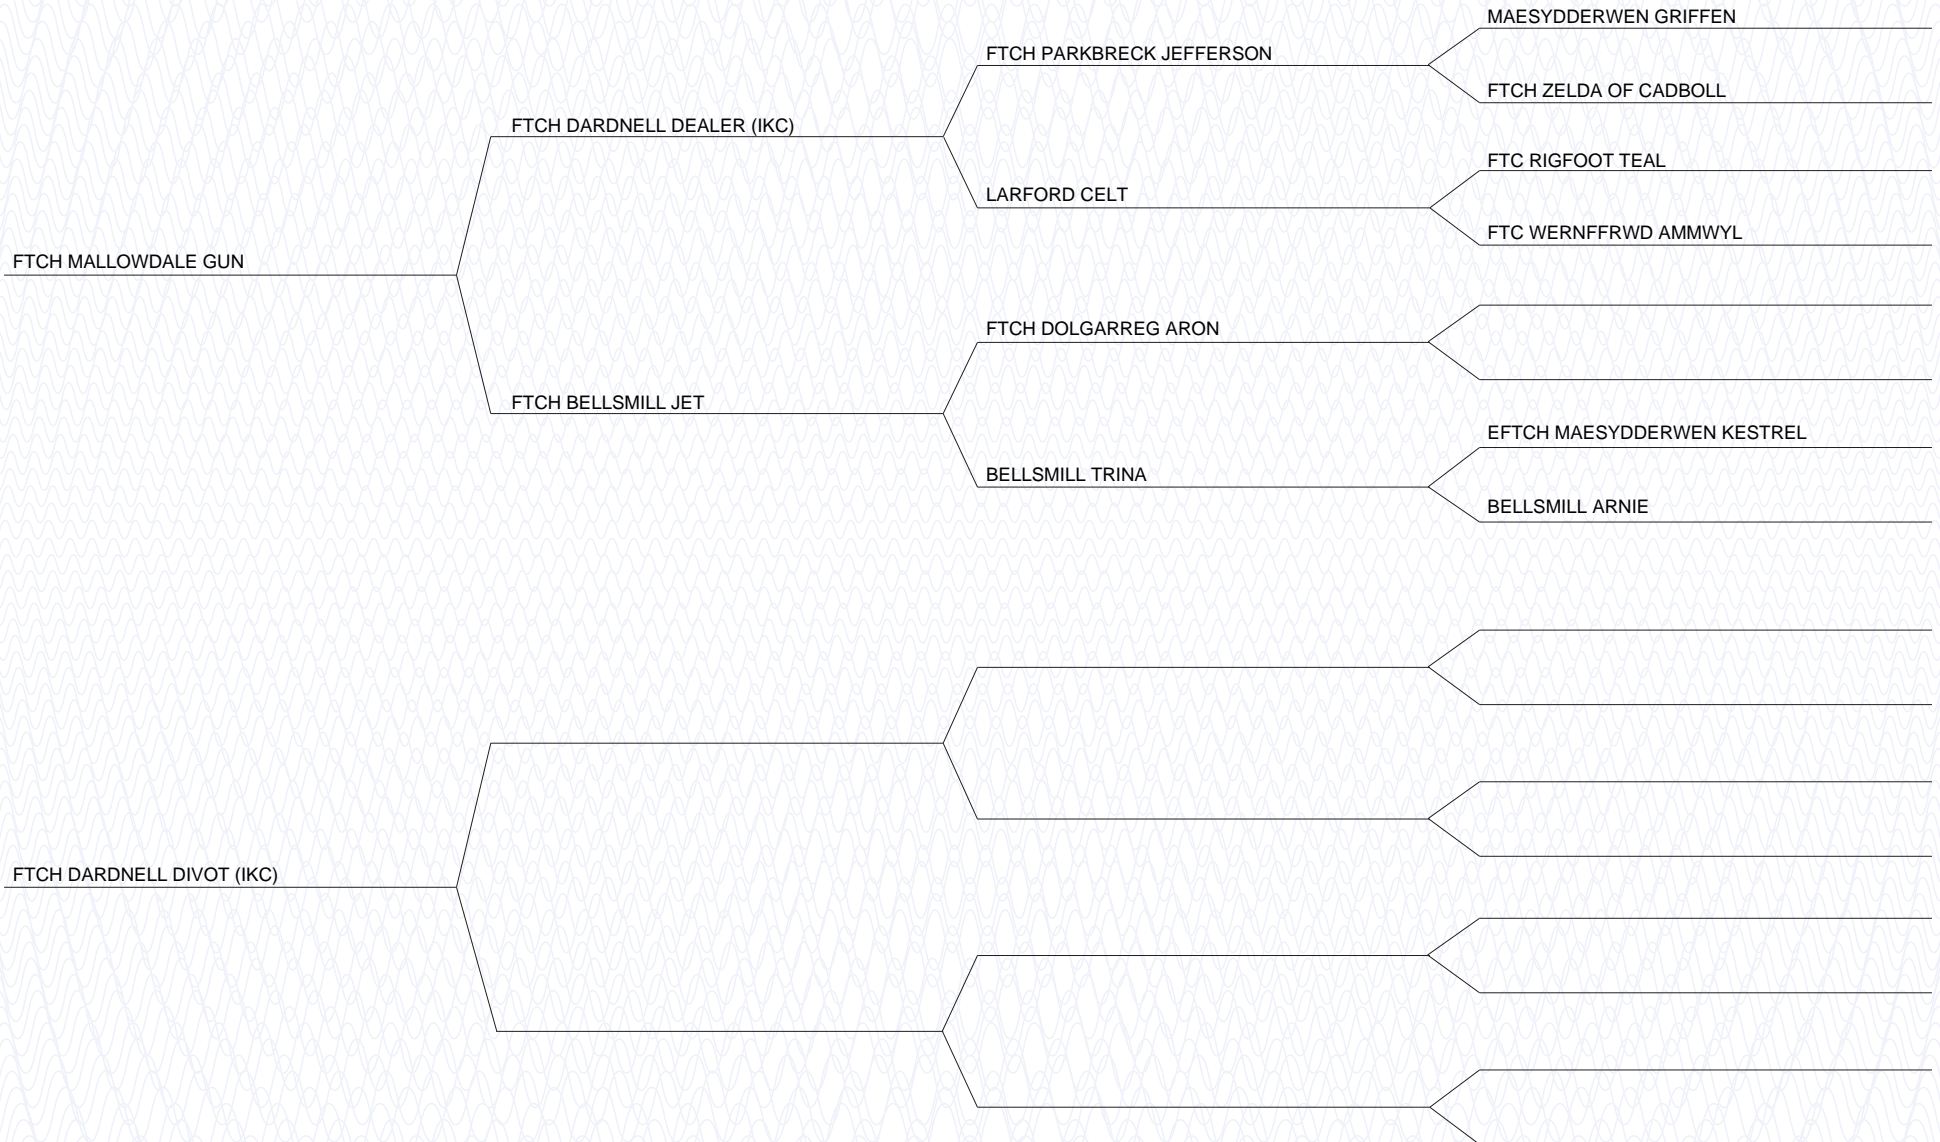 MAESYDDERWEN GRIFFEN
FTCH PARKBRECK JEFFERSON
FTCH ZELDA OF CADBOLL
FTCH DARDNELL DEALER (IKC)
FTC RIGFOOT TEAL
LARFORD CELT
FTC WERNFFRWD AMMWYL
FTCH MALLOWDALE GUN
FTCH DOLGARREG ARON
FTCH BELLSMILL JET
EFTCH MAESYDDERWEN KESTREL
BELLSMILL TRINA
BELLSMILL ARNIE
FTCH DARDNELL DIVOT (IKC)